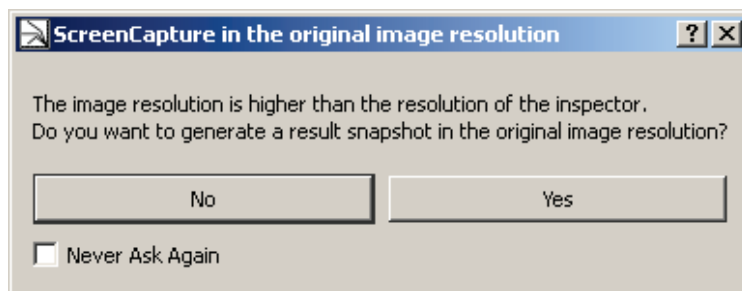 ScreenCapture in the original image resolution
The image resolution is higher than the resolution of the inspector.
Do you want to generate a result snapshot in the original image resolution?
No Yes
Never Ask Again